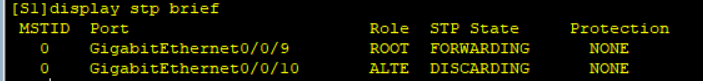 [S1]display stp brief
MSTID Port Role STP State Protection
0 GigabitEthernet0/0/9 ROOT FORWARDING NONE
0 GigabitEthernet0/0/10 ALTE DISCARDING NONE